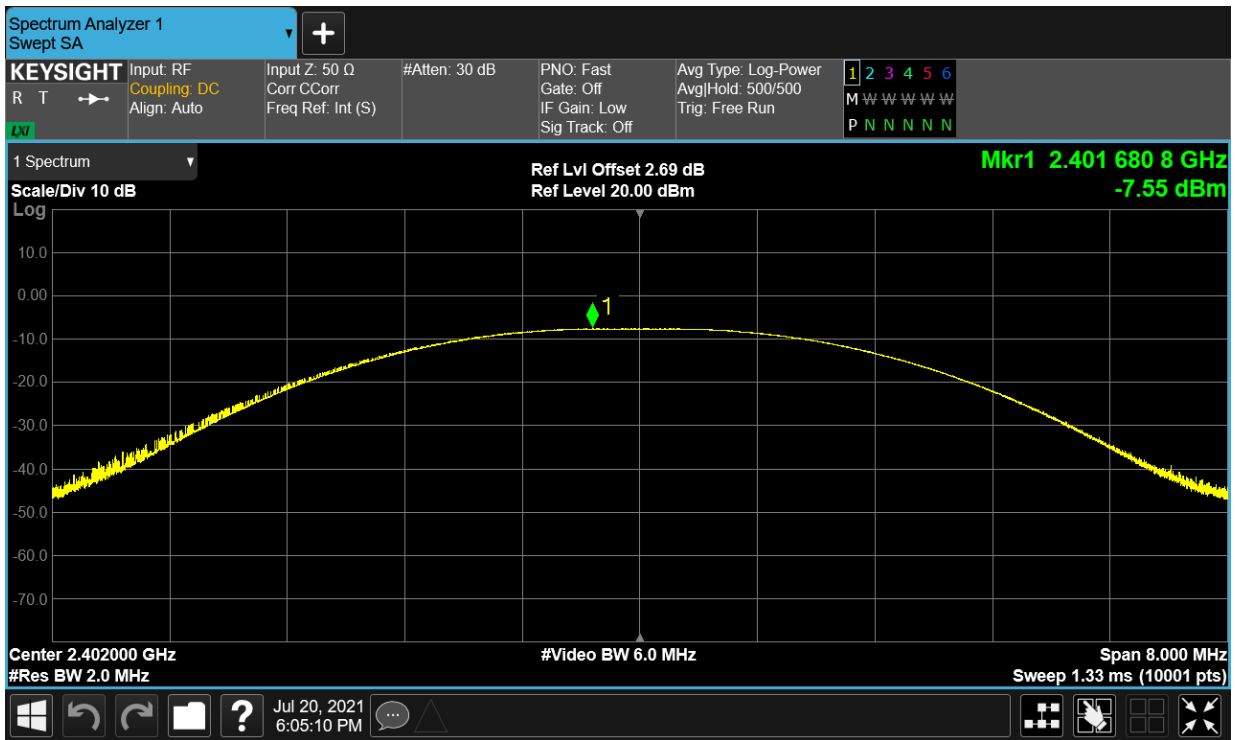 Spectrum Analyzer 1
Swept SA
KEYSIGHT
R T
LXI
Input: RF
Coupling: DC
Align: Auto
Input Z: 50 Ω
Corr CCorr
Freq Ref: Int (S)
#Atten: 30 dB
PNO: Fast
Gate: Off
IF Gain: Low
Sig Track: Off
Avg Type: Log-Power
Avg|Hold: 500/500
Trig: Free Run
1 2 3 4 5 6
M W W W W W
P N N N N N
1 Spectrum
Scale/Div 10 dB
Log
Ref Lvl Offset 2.69 dB
Ref Level 20.00 dBm
Mkr1 2.401 680 8 GHz
-7.55 dBm
10.0
0.00
-10.0
-20.0
-30.0
-40.0
-50.0
-60.0
-70.0
1
Center 2.402000 GHz
#Res BW 2.0 MHz
#Video BW 6.0 MHz
Span 8.000 MHz
Sweep 1.33 ms (10001 pts)
?
Jul 20, 2021
6:05:10 PM